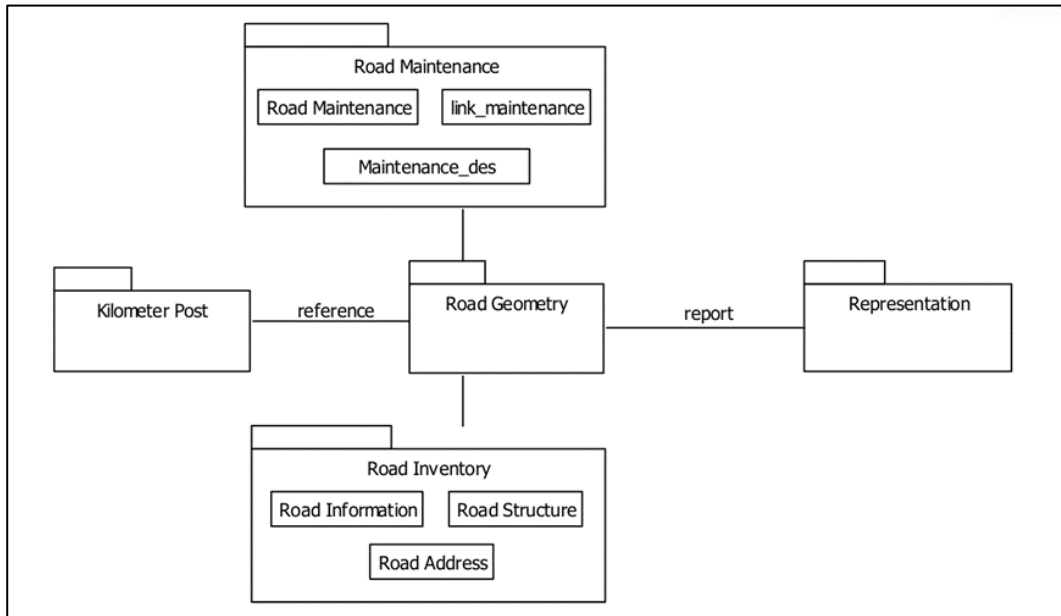 Road Maintenance
Road Maintenance
link_maintenance
Maintenance_des
Kilometer Post
reference
Road Geometry
report
Representation
Road Inventory
Road Information
Road Structure
Road Address